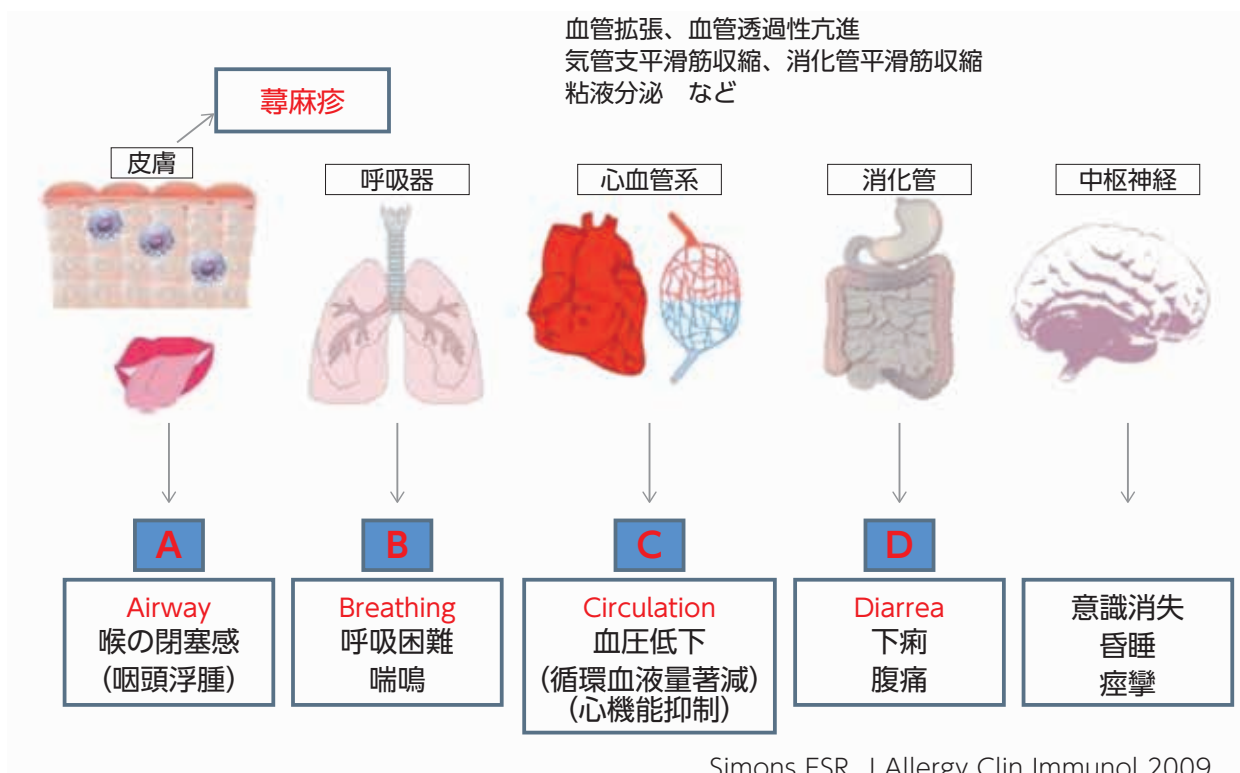 血管拡張、血管透過性亢進
気管支平滑筋収縮、消化管平滑筋収縮
粘液分泌　など
蕁麻疹
皮膚
呼吸器
心血管系
消化管
中枢神経
A
B
C
D
Airway
喉の閉塞感
(咽頭浮腫)
Breathing
呼吸困難
喘鳴
Circulation
血圧低下
(循環血液量著減)
(心機能抑制)
Diarrea
下痢
腹痛
意識消失
昏睡
痙攣
Simons FSR, J Allergy Clin Immunol 2009